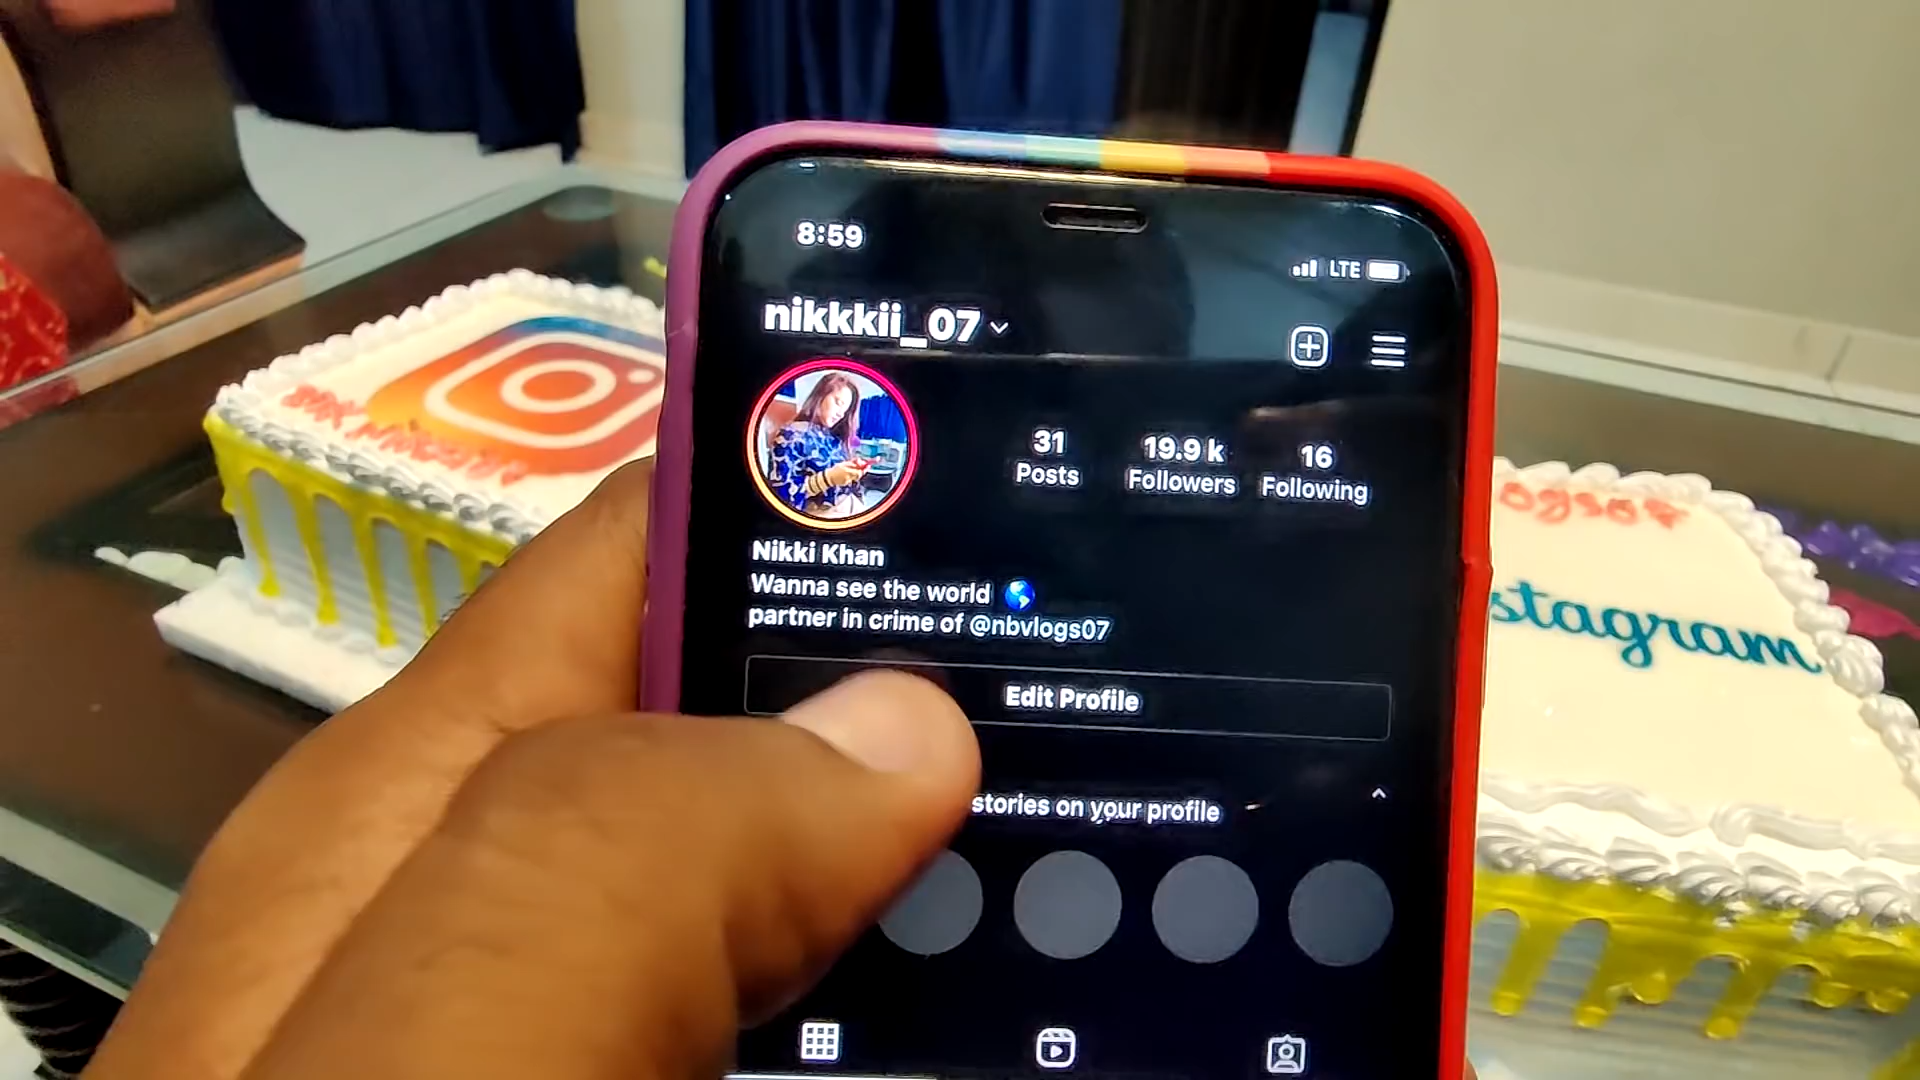 8:59
LTE
nikkkii_07
31
Posts
19.9 k
Followers
16
Following
Nikki Khan
Wanna see the world
partner in crime of @nbvlogs07
Edit Profile
stories on your profile
stagram